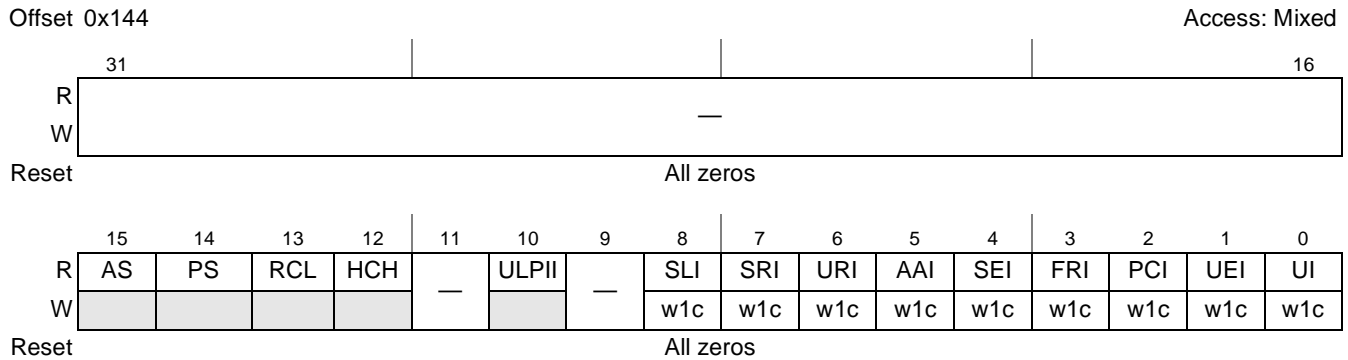 Offset 0x144 Access: Mixed
31 16
R
—
W
Reset All zeros
15 14 13 12 11 10 9 8 7 6 5 4 3 2 1 0
R AS PS RCL HCH — ULPII — SLI SRI URI AAI SEI FRI PCI UEI UI
W w1c w1c w1c w1c w1c w1c w1c w1c w1c
Reset All zeros